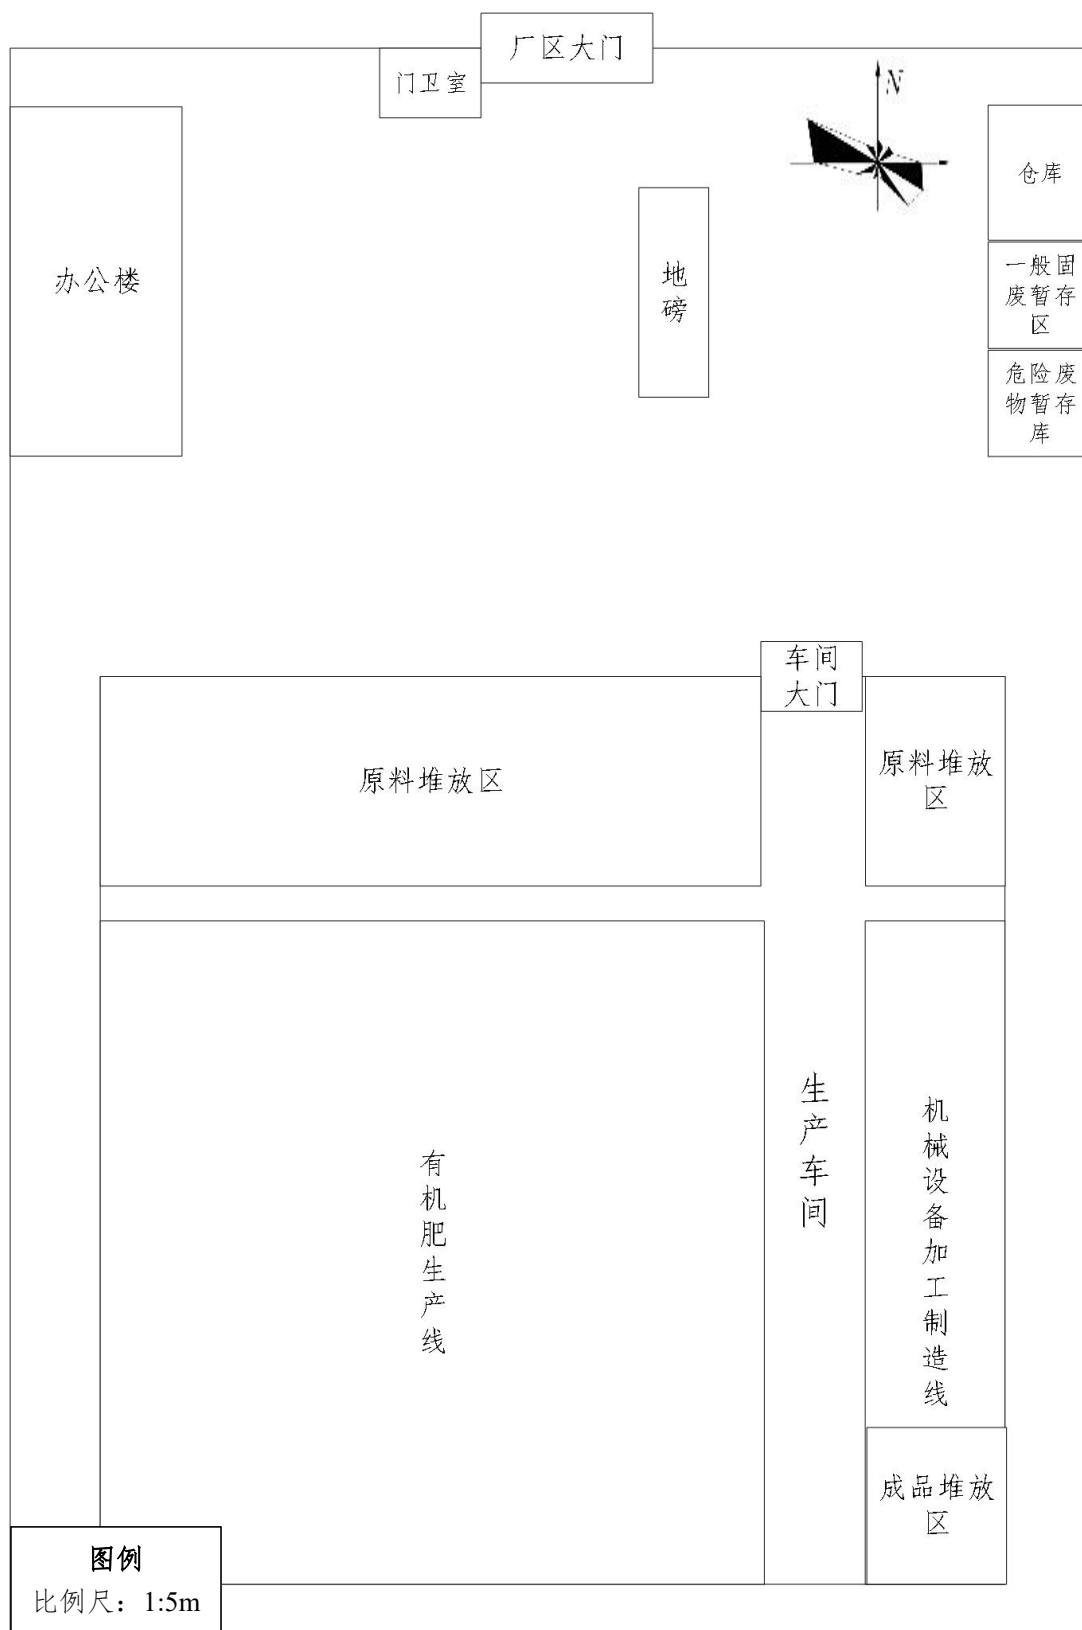 厂区大门
门卫室
N
仓库
办公楼
地
磅
一般固
废暂存
区
危险废
物暂存
库
车间
大门
原料堆放区
原料堆放
区
有
机
肥
生
产
线
生
产
车
间
机
械
设
备
加
工
制
造
线
成品堆放
区
图例
比例尺：1:5m